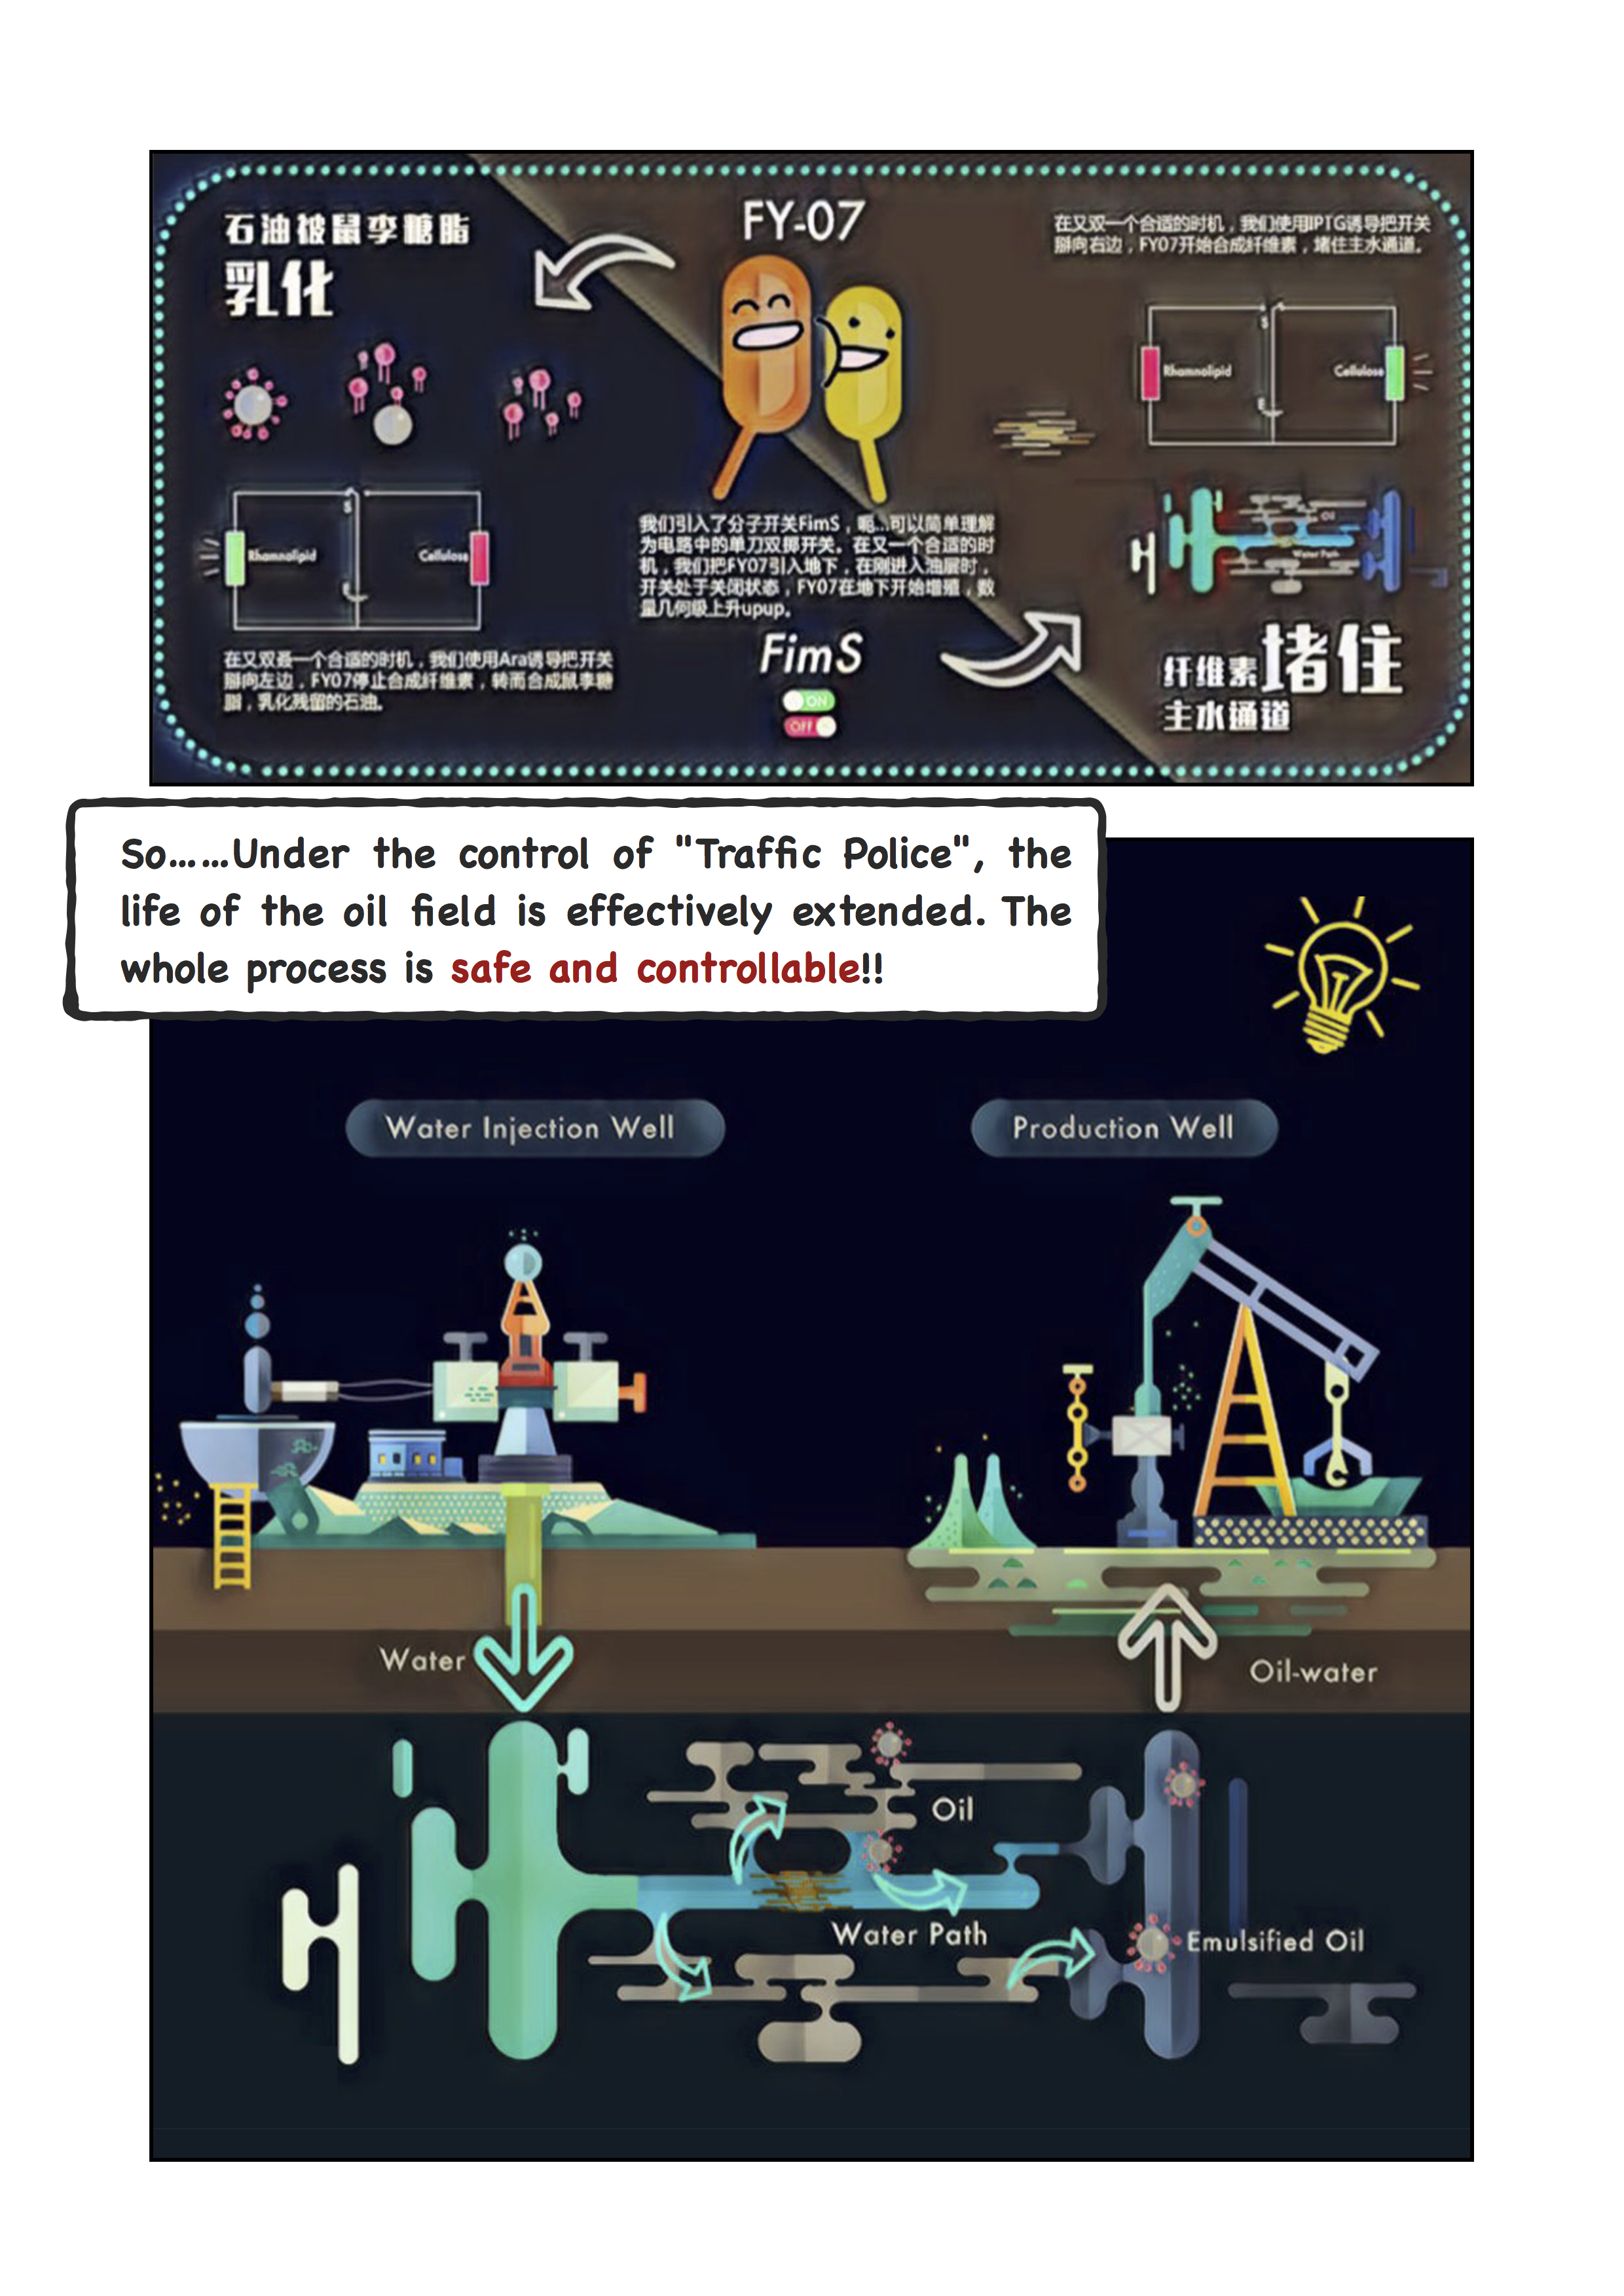 石油被鼠李糖脂
乳化
FY-07
在又双一个合适的时机，我们使用IPTG诱导把开关
掰向右边，FY07开始合成纤维素，堵住主水通道。
S
Rhamnolipid
Cellulose
S
Rhamnolipid
Cellulose
Oil
Water Path
我们引入了分子开关FimS，呃...可以简单理解
为电路中的单刀双掷开关。在又一个合适的时
机，我们把FY07引入地下，在刚进入油层时，
开关处于关闭状态，FY07在地下开始增殖，数
量几何级上升upup。
FimS
ON
OFF
在又双叒一个合适的时机，我们使用Ara诱导把开关
掰向左边，FY07停止合成纤维素，转而合成鼠李糖
脂，乳化残留的石油。
纤维素堵住
主水通道
So......Under the control of "Traffic Police", the
life of the oil field is effectively extended. The
whole process is safe and controllable!!
Water Injection Well
Production Well
Water
Oil-water
Oil
Water Path
Emulsified Oil